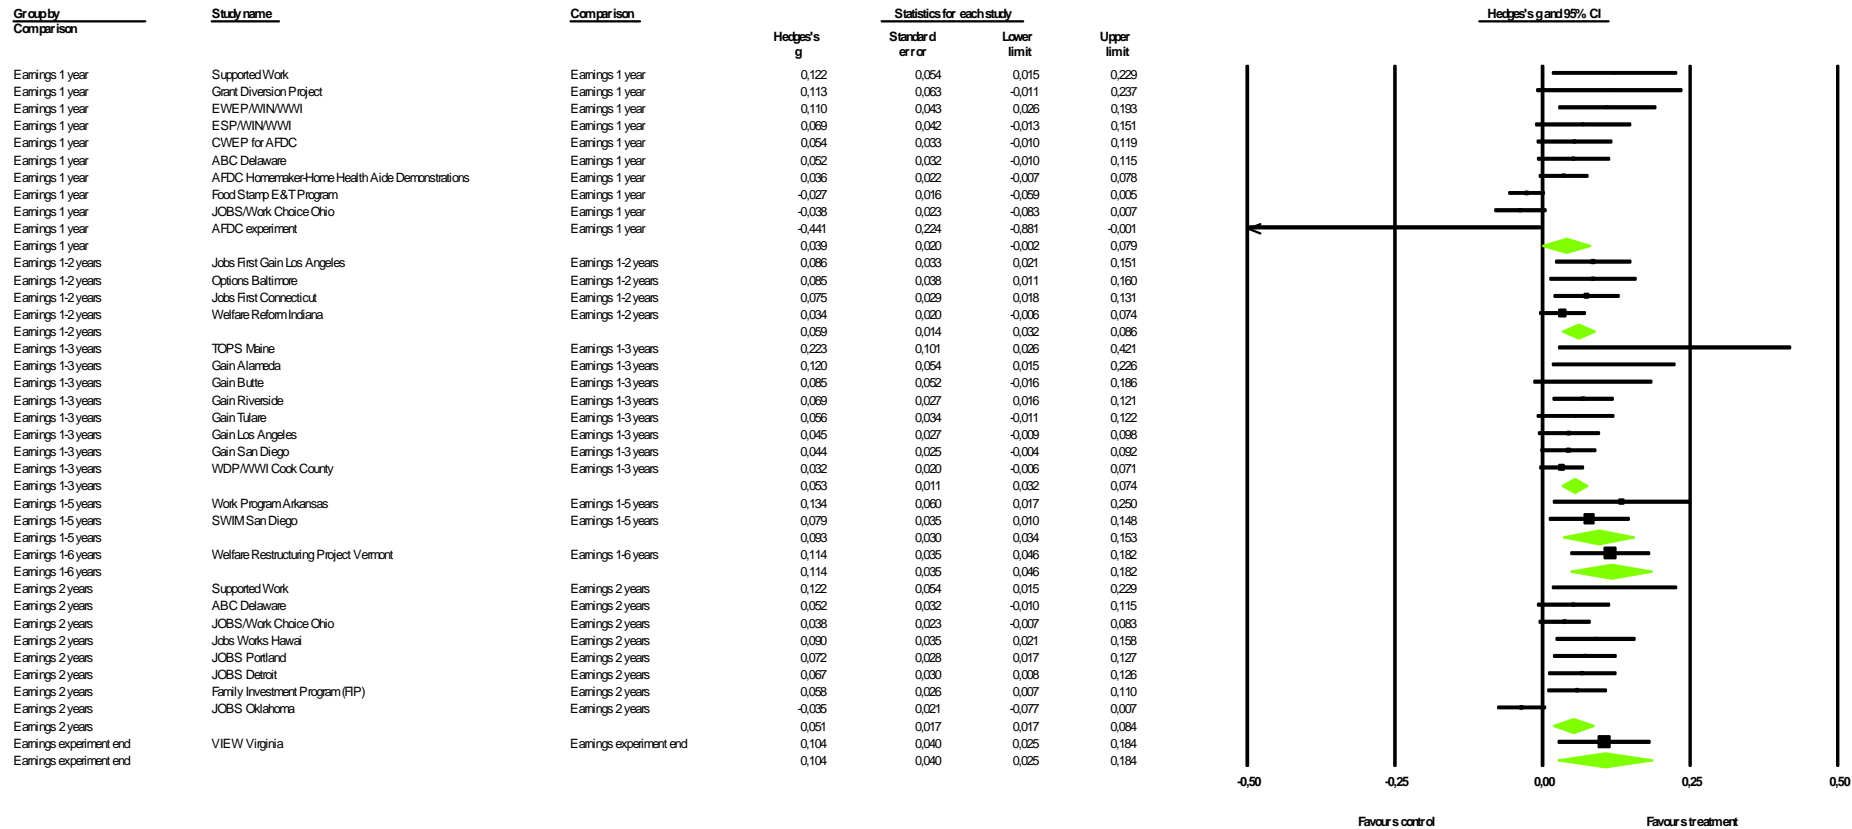 Group by Study name Comparison Statistics for each study Hedges's g and 95% CI
Comparison
Hedges's Standard Lower Upper
g error limit limit
Earnings 1 year Supported Work Earnings 1 year 0,122 0,054 0,015 0,229
Earnings 1 year Grant Diversion Project Earnings 1 year 0,113 0,063 -0,011 0,237
Earnings 1 year EWEP/WIN/WWI Earnings 1 year 0,110 0,043 0,026 0,193
Earnings 1 year ESP/WIN/WWI Earnings 1 year 0,069 0,042 -0,013 0,151
Earnings 1 year CWEP for AFDC Earnings 1 year 0,054 0,033 -0,010 0,119
Earnings 1 year ABC Delaware Earnings 1 year 0,052 0,032 -0,010 0,115
Earnings 1 year AFDC Homemaker-Home Health Aide Demonstrations Earnings 1 year 0,036 0,022 -0,007 0,078
Earnings 1 year Food Stamp E&T Program Earnings 1 year -0,027 0,016 -0,059 0,005
Earnings 1 year JOBS/Work Choice Ohio Earnings 1 year -0,038 0,023 -0,083 0,007
Earnings 1 year AFDC experiment Earnings 1 year -0,441 0,224 -0,881 -0,001
Earnings 1 year 0,039 0,020 -0,002 0,079
Earnings 1-2 years Jobs First Gain Los Angeles Earnings 1-2 years 0,086 0,033 0,021 0,151
Earnings 1-2 years Options Baltimore Earnings 1-2 years 0,085 0,038 0,011 0,160
Earnings 1-2 years Jobs First Connecticut Earnings 1-2 years 0,075 0,029 0,018 0,131
Earnings 1-2 years Welfare Reform Indiana Earnings 1-2 years 0,034 0,020 -0,006 0,074
Earnings 1-2 years 0,059 0,014 0,032 0,086
Earnings 1-3 years TOPS Maine Earnings 1-3 years 0,223 0,101 0,026 0,421
Earnings 1-3 years Gain Alameda Earnings 1-3 years 0,120 0,054 0,015 0,226
Earnings 1-3 years Gain Butte Earnings 1-3 years 0,085 0,052 -0,016 0,186
Earnings 1-3 years Gain Riverside Earnings 1-3 years 0,069 0,027 0,016 0,121
Earnings 1-3 years Gain Tulare Earnings 1-3 years 0,056 0,034 -0,011 0,122
Earnings 1-3 years Gain Los Angeles Earnings 1-3 years 0,045 0,027 -0,009 0,098
Earnings 1-3 years Gain San Diego Earnings 1-3 years 0,044 0,025 -0,004 0,092
Earnings 1-3 years WDP/WWI Cook County Earnings 1-3 years 0,032 0,020 -0,006 0,071
Earnings 1-3 years 0,053 0,011 0,032 0,074
Earnings 1-5 years Work Program Arkansas Earnings 1-5 years 0,134 0,060 0,017 0,250
Earnings 1-5 years SWIM San Diego Earnings 1-5 years 0,079 0,035 0,010 0,148
Earnings 1-5 years 0,093 0,030 0,034 0,153
Earnings 1-6 years Welfare Restructuring Project Vermont Earnings 1-6 years 0,114 0,035 0,046 0,182
Earnings 1-6 years 0,114 0,035 0,046 0,182
Earnings 2 years Supported Work Earnings 2 years 0,122 0,054 0,015 0,229
Earnings 2 years ABC Delaware Earnings 2 years 0,052 0,032 -0,010 0,115
Earnings 2 years JOBS/Work Choice Ohio Earnings 2 years 0,038 0,023 -0,007 0,083
Earnings 2 years Jobs Works Hawai Earnings 2 years 0,090 0,035 0,021 0,158
Earnings 2 years JOBS Portland Earnings 2 years 0,072 0,028 0,017 0,127
Earnings 2 years JOBS Detroit Earnings 2 years 0,067 0,030 0,008 0,126
Earnings 2 years Family Investment Program (FIP) Earnings 2 years 0,058 0,026 0,007 0,110
Earnings 2 years JOBS Oklahoma Earnings 2 years -0,035 0,021 -0,077 0,007
Earnings 2 years 0,051 0,017 0,017 0,084
Earnings experiment end VIEW Virginia Earnings experiment end 0,104 0,040 0,025 0,184
Earnings experiment end 0,104 0,040 0,025 0,184
-0,50 -0,25 0,00 0,25 0,50
Favours control Favours treatment